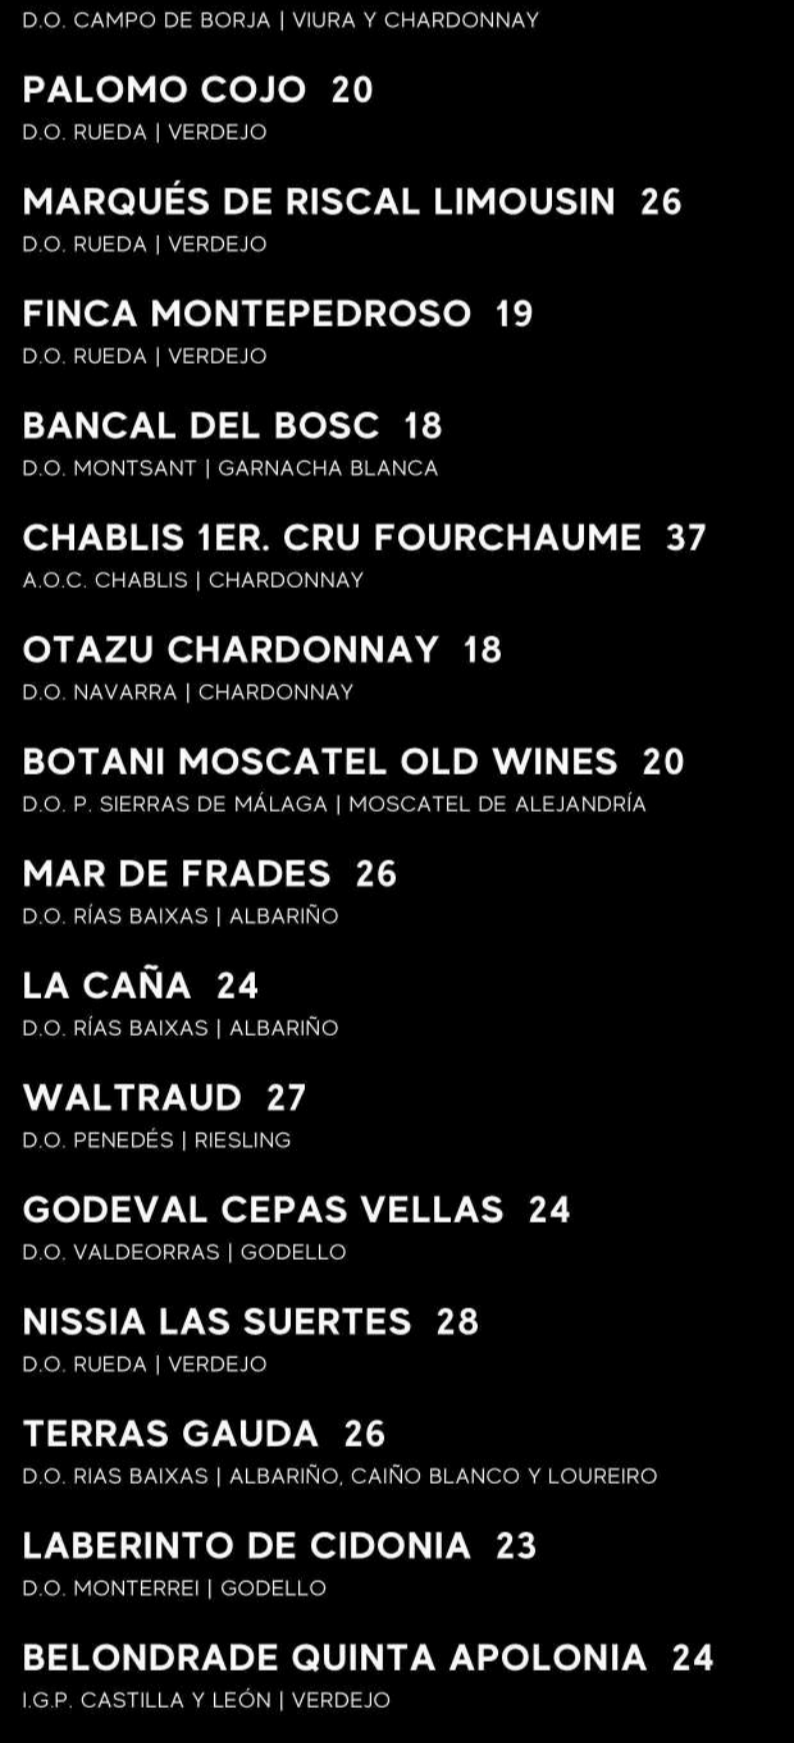 D.O. CAMPO DE BORJA | VIURA Y CHARDONNAY
PALOMO COJO 20
D.O. RUEDA | VERDEJO
MARQUÉS DE RISCAL LIMOUSIN 26
D.O. RUEDA | VERDEJO
FINCA MONTEPEDROSO 19
D.O. RUEDA | VERDEJO
BANCAL DEL BOSC 18
D.O. MONTSANT | GARNACHA BLANCA
CHABLIS 1ER. CRU FOURCHAUME 37
A.O.C. CHABLIS | CHARDONNAY
OTAZU CHARDONNAY 18
D.O. NAVARRA | CHARDONNAY
BOTANI MOSCATEL OLD WINES 20
D.O. P. SIERRAS DE MÁLAGA | MOSCATEL DE ALEJANDRÍA
MAR DE FRADES 26
D.O. RÍAS BAIXAS | ALBARIÑO
LA CAÑA 24
D.O. RÍAS BAIXAS | ALBARIÑO
WALTRAUD 27
D.O. PENEDÉS | RIESLING
GODEVAL CEPAS VELLAS 24
D.O. VALDEORRAS | GODELLO
NISSIA LAS SUERTES 28
D.O. RUEDA | VERDEJO
TERRAS GAUDA 26
D.O. RIAS BAIXAS | ALBARIÑO, CAIÑO BLANCO Y LOUREIRO
LABERINTO DE CIDONIA 23
D.O. MONTERREI | GODELLO
BELONDRADE QUINTA APOLONIA 24
I.G.P. CASTILLA Y LEÓN | VERDEJO